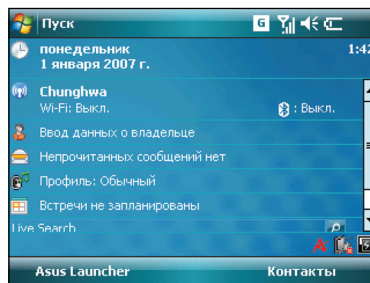 Пуск
G
понедельник 1:42
1 января 2007 г.
Chunghwa
Wi-Fi: Выкл. : Выкл.
Ввод данных о владельце
Непрочитанных сообщений нет
Профиль: Обычный
Встречи не запланированы
Live Search
A
Asus Launcher Контакты